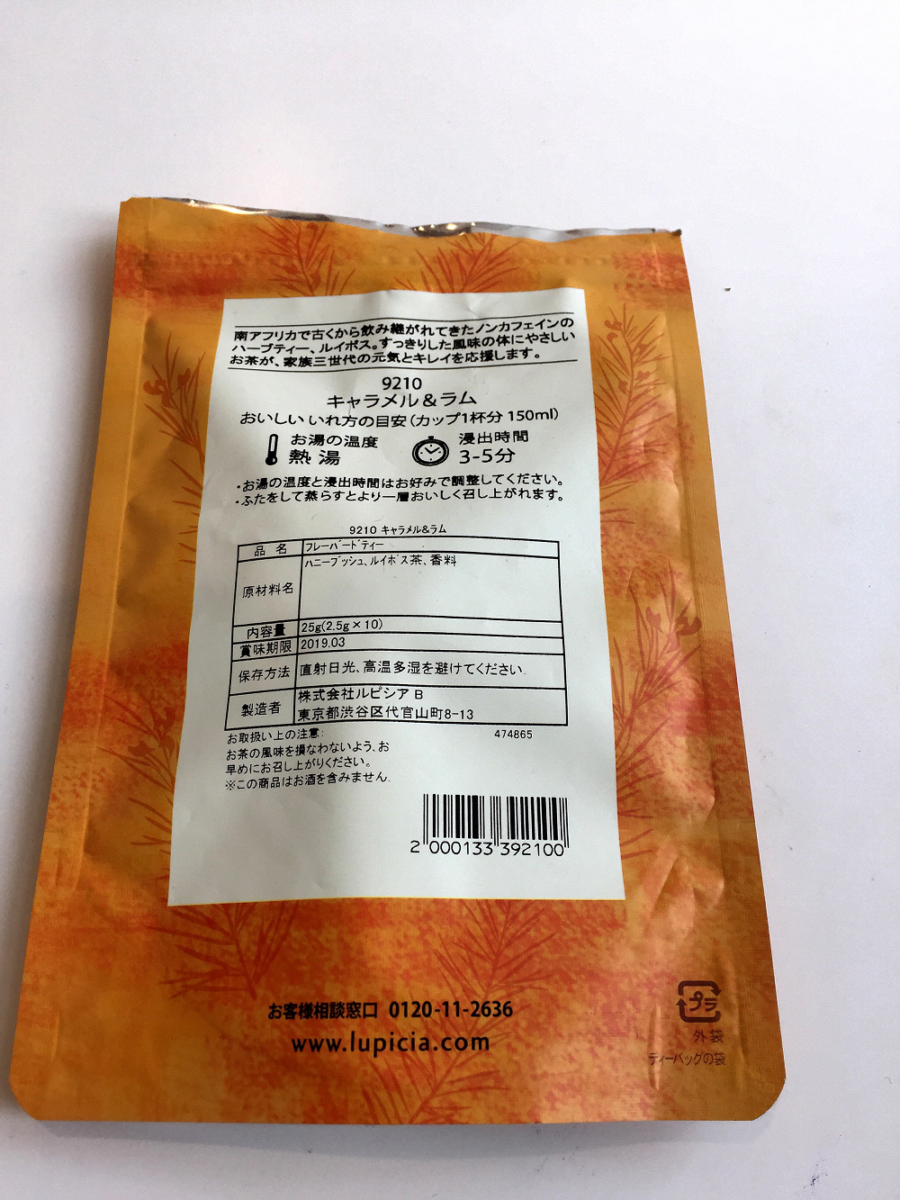 南アフリカで古くから飲み継がれてきたノンカフェインの
ハーブティー、ルイボス。すっきりした風味の体にやさしい
お茶が、家族三世代の元気とキレイを応援します。
9210
キャラメル＆ラム
おいしい いれ方の目安（カップ1杯分 150ml）
お湯の温度 浸出時間
熱湯 3-5分
・お湯の温度と浸出時間はお好みで調整してください。
・ふたをして蒸らすとより一層おいしく召し上がれます。
9210 キャラメル&ラム
品 名 フレーバードティー
原材料名 ハニーブッシュ、ルイボス茶、香料
内容量 25g(2.5g×10)
賞味期限 2019.03
保存方法 直射日光、高温多湿を避けてください.
製造者 株式会社ルピシア B
東京都渋谷区代官山町8-13
お取扱い上の注意: 474865
お茶の風味を損なわないよう、お
早めにお召し上がりください。
※この商品はお酒を含みません.
2 000133 392100
お客様相談窓口 0120-11-2636
www.lupicia.com
プラ
外袋
ティーバッグの袋